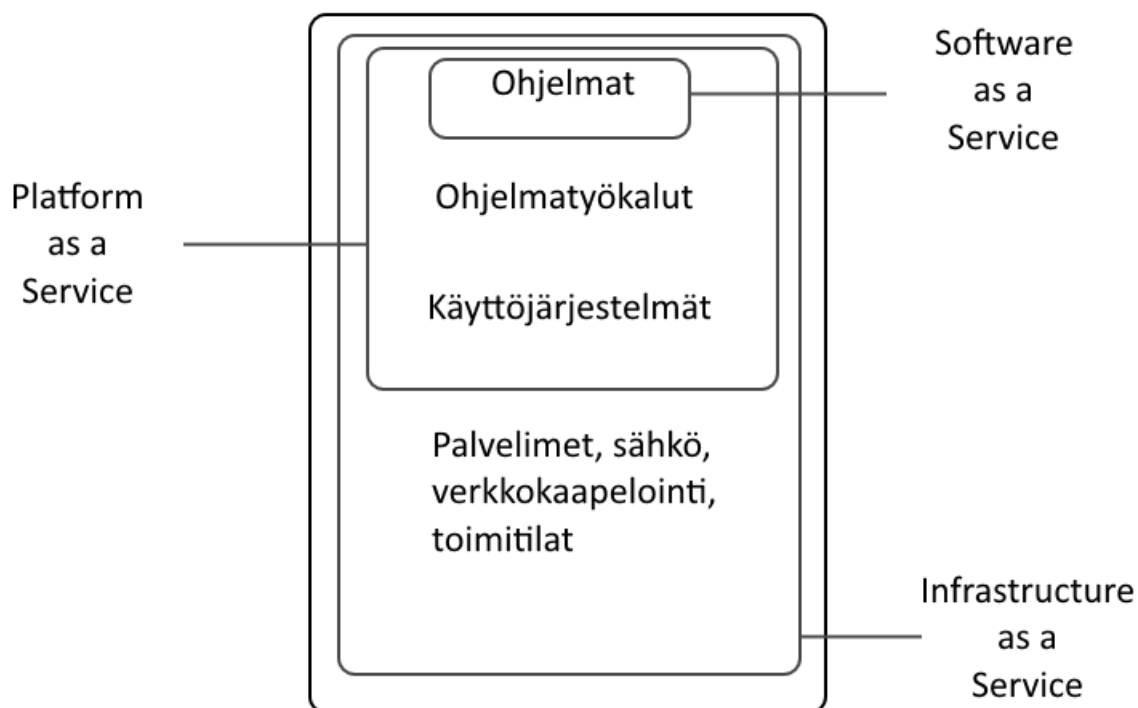 Software
as a
Service
Ohjelmat
Platform
as a
Service
Ohjelmatyökalut
Käyttöjärjestelmät
Palvelimet, sähkö,
verkkokaapelointi,
toimitilat
Infrastructure
as a
Service